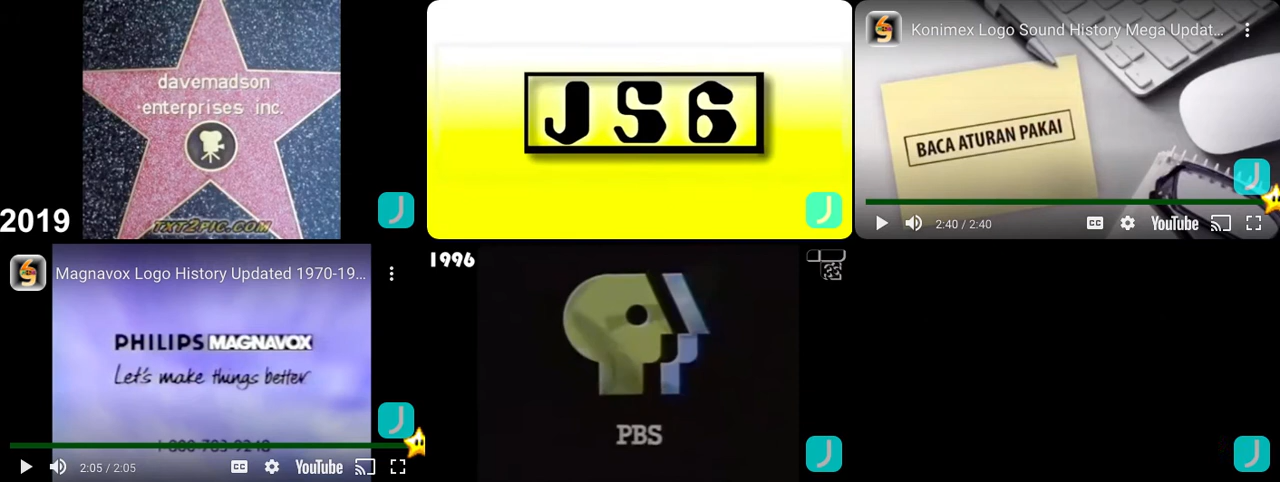 davemadson
enterprises inc.
2019
TXT2PIC.COM
J
JS6
J
Konimex Logo Sound History Mega Updat...
BACA ATURAN PAKAI
J
2:40 / 2:40
CC
YouTube
Magnavox Logo History Updated 1970-19...
PHILIPS MAGNAVOX
Let's make things better
J
2:05 / 2:05
CC
YouTube
1996
PBS
J
J